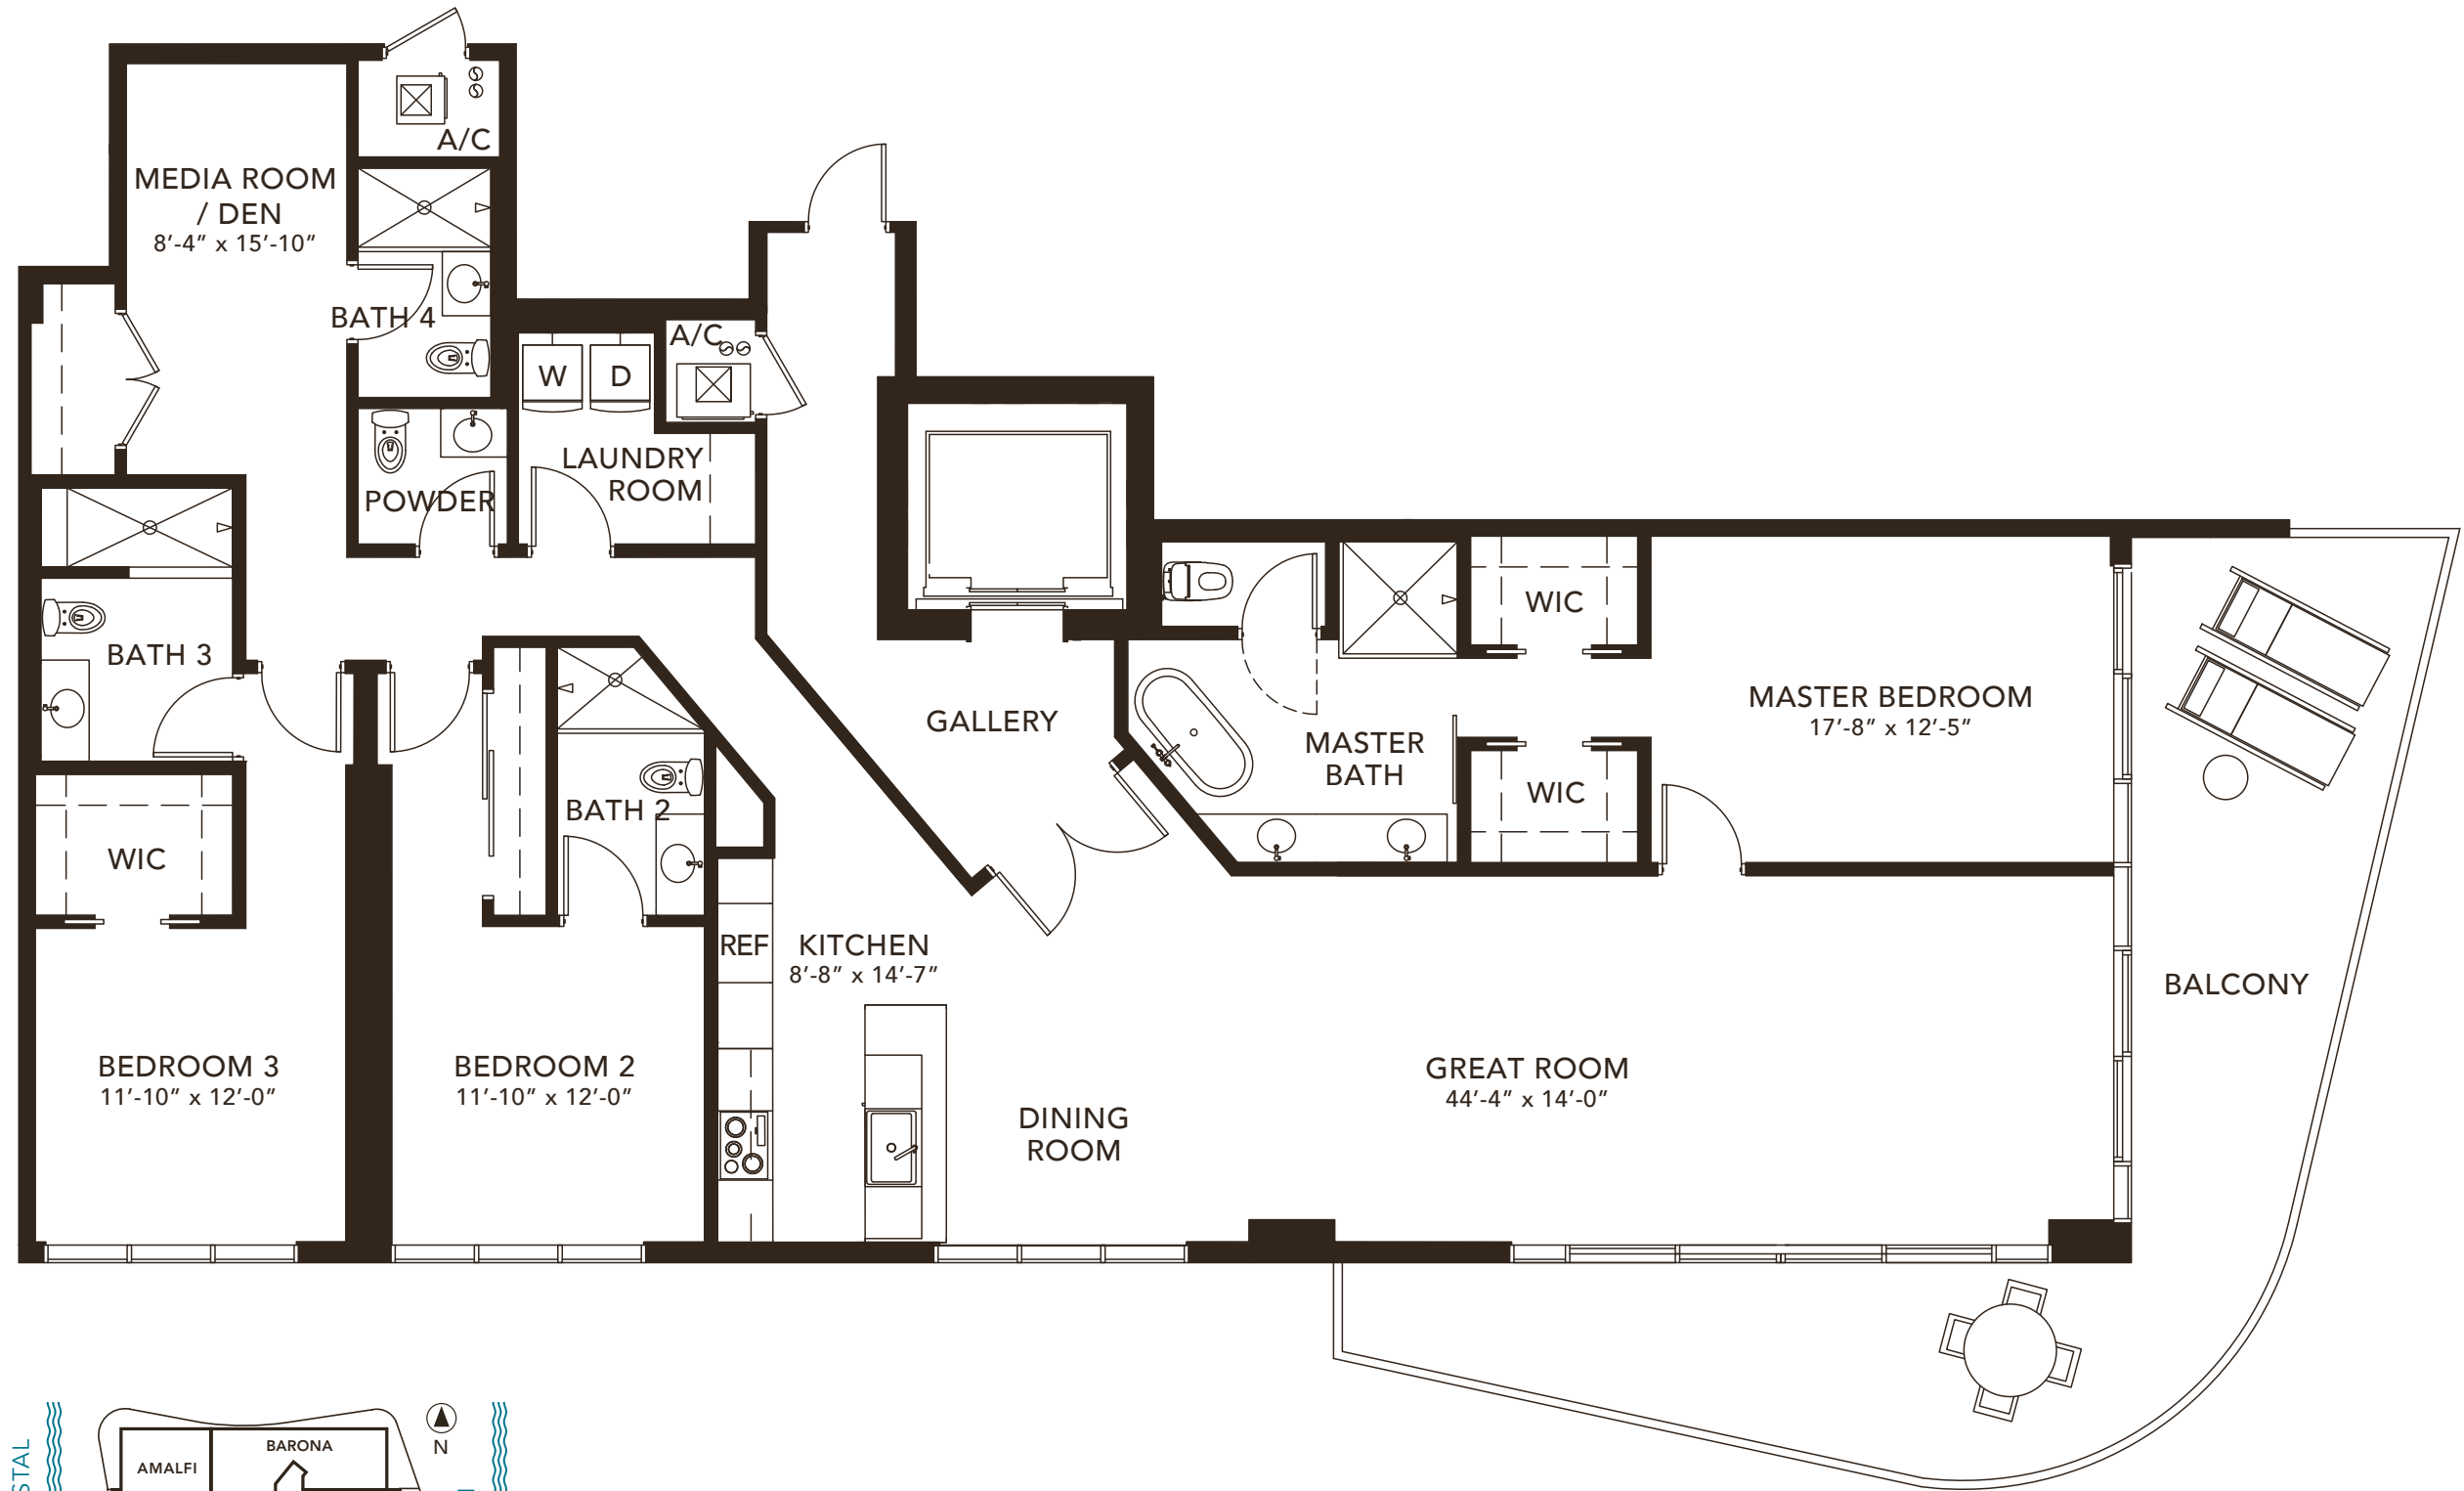 A/C
MEDIA ROOM
/ DEN
8'-4" x 15'-10"
BATH 4
A/C
W
D
LAUNDRY
ROOM
POWDER
WIC
BATH 3
MASTER BEDROOM
17'-8" x 12'-5"
GALLERY
MASTER
BATH
WIC
BATH 2
WIC
REF
KITCHEN
8'-8" x 14'-7"
BALCONY
BEDROOM 3
11'-10" x 12'-0"
BEDROOM 2
11'-10" x 12'-0"
GREAT ROOM
44'-4" x 14'-0"
DINING
ROOM
BARONA
N
AMALFI